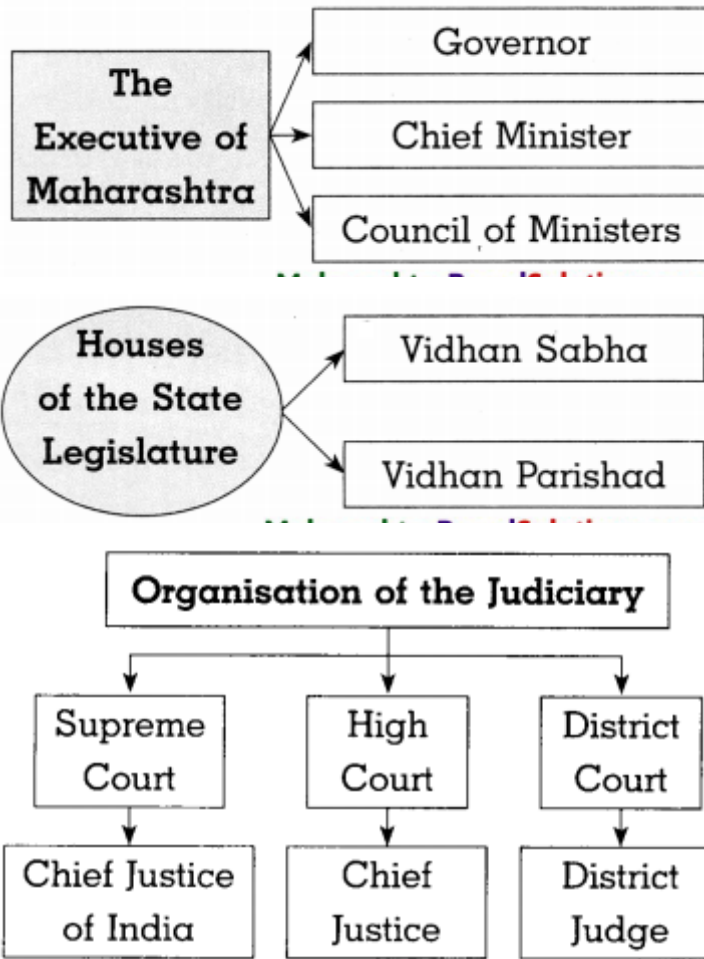 The
Executive of
Maharashtra
Governor
Chief Minister
Council of Ministers
Houses
of the State
Legislature
Vidhan Sabha
Vidhan Parishad
Organisation of the Judiciary
Supreme
Court
High
Court
District
Court
Chief Justice
of India
Chief
Justice
District
Judge